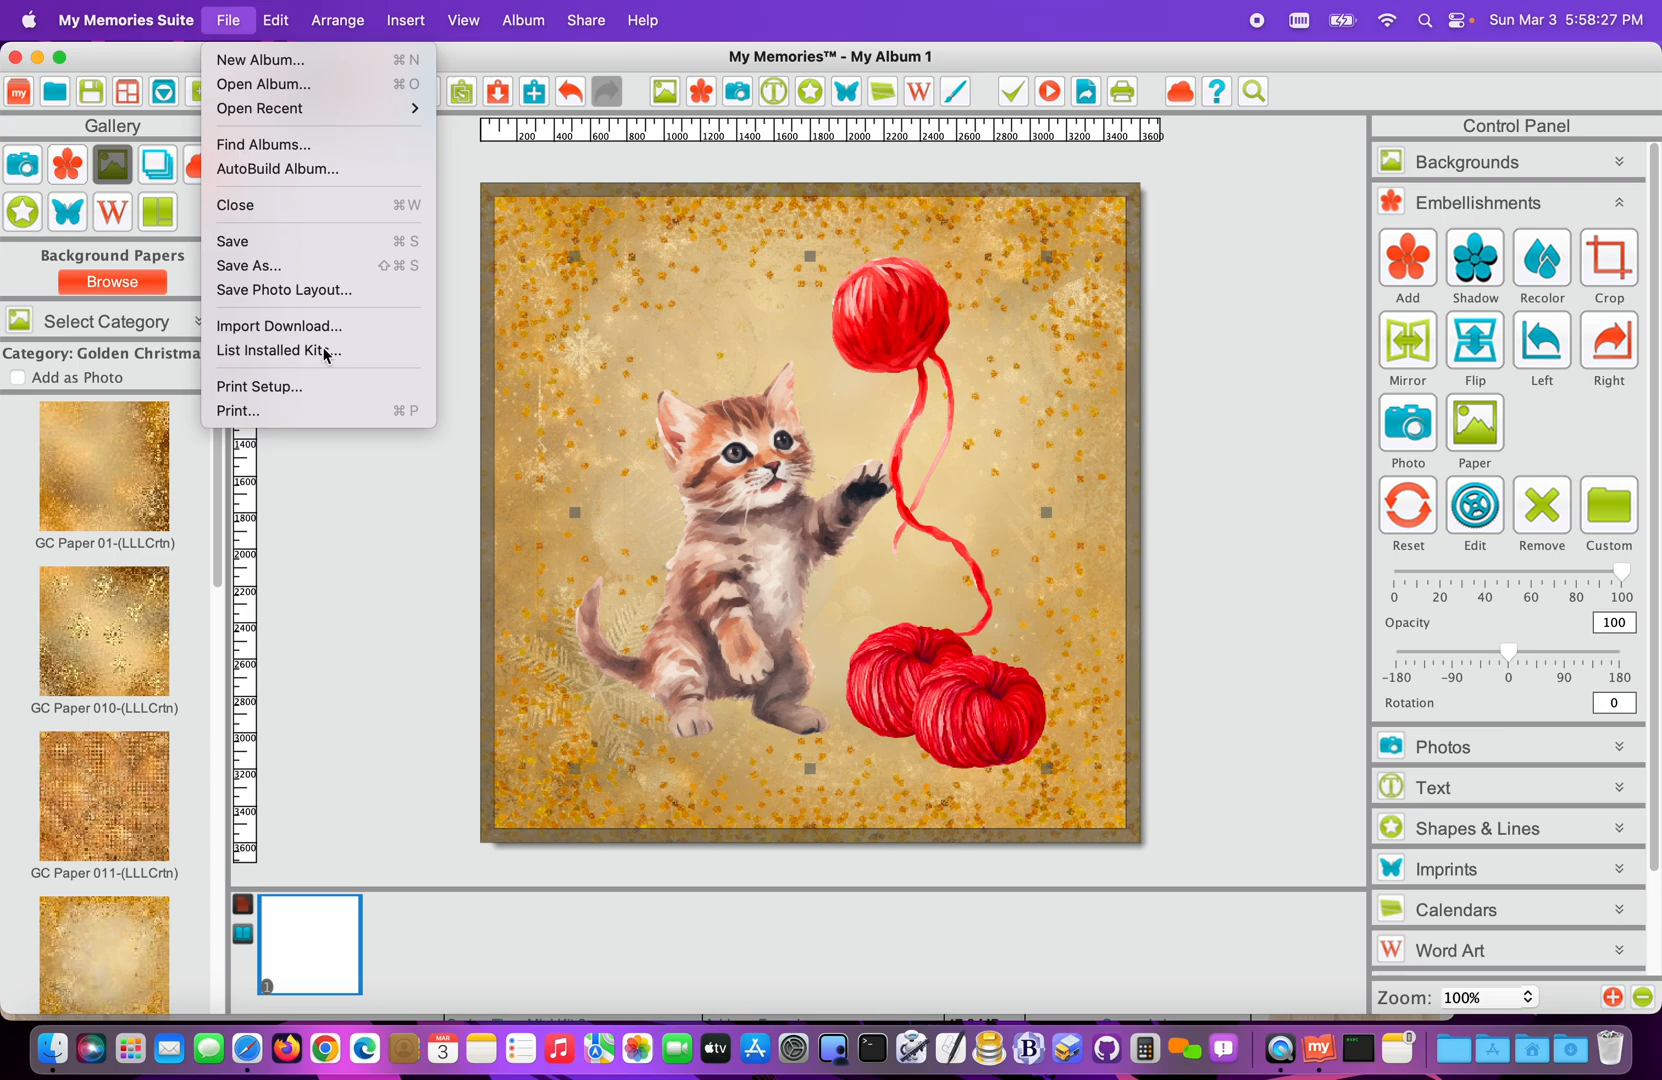 My Memories Suite File Edit Arrange Insert View Album Share Help Sun Mar 3 5:58:27 PM
My Memories™ - My Album 1
New Album... ⌘ N
Open Album... ⌘ O
Open Recent
Find Albums...
AutoBuild Album...
Close ⌘ W
Save ⌘ S
Save As... ⇧ ⌘ S
Save Photo Layout...
Import Download...
List Installed Kits...
Print Setup...
Print... ⌘ P
Gallery
Background Papers
Browse
Select Category
Category: Golden Christma
Add as Photo
GC Paper 01-(LLLCrtn)
GC Paper 010-(LLLCrtn)
GC Paper 011-(LLLCrtn)
200 400 600 800 1000 1200 1400 1600 1800 2000 2200 2400 2600 2800 3000 3200 3400 3600
1400
1600
1800
2000
2200
2400
2600
2800
3000
3200
3400
3600
1
Control Panel
Backgrounds
Embellishments
Add Shadow Recolor Crop
Mirror Flip Left Right
Photo Paper
Reset Edit Remove Custom
0 20 40 60 80 100
Opacity 100
-180 -90 0 90 180
Rotation 0
Photos
Text
Shapes & Lines
Imprints
Calendars
Word Art
Zoom: 100%
MAR
3
tv
my